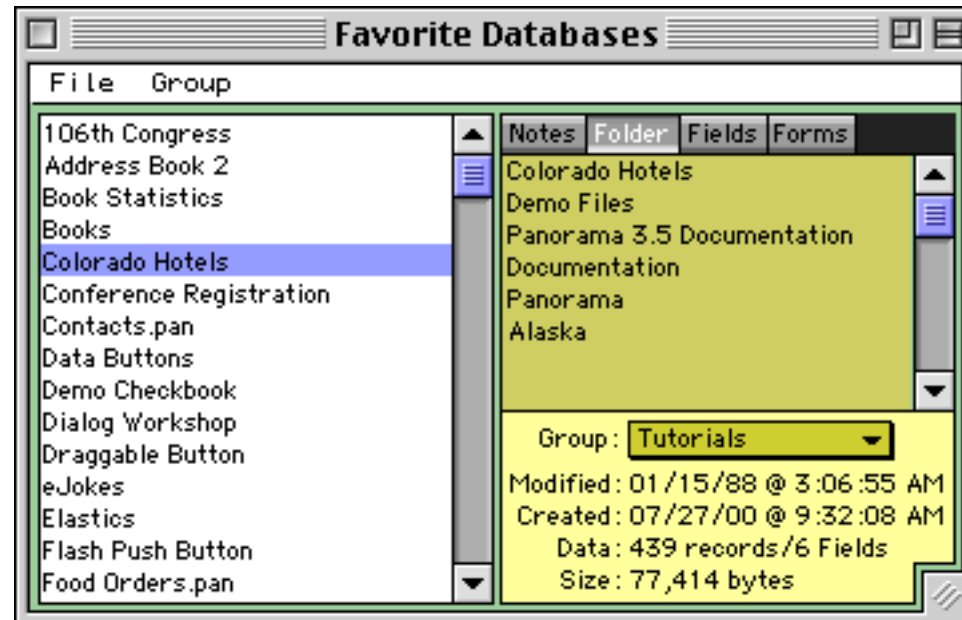 Favorite Databases
File Group
106th Congress
Address Book 2
Book Statistics
Books
Colorado Hotels
Conference Registration
Contacts.pan
Data Buttons
Demo Checkbook
Dialog Workshop
Draggable Button
eJokes
Elastics
Flash Push Button
Food Orders.pan
Notes Folder Fields Forms
Colorado Hotels
Demo Files
Panorama 3.5 Documentation
Documentation
Panorama
Alaska
Group: Tutorials
Modified: 01/15/88 @ 3:06:55 AM
Created: 07/27/00 @ 9:32:08 AM
Data: 439 records/6 Fields
Size: 77,414 bytes